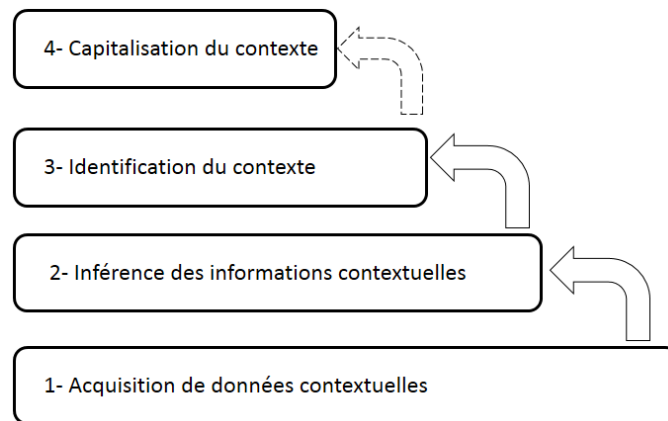 4- Capitalisation du contexte
3- Identification du contexte
2- Inférence des informations contextuelles
1- Acquisition de données contextuelles